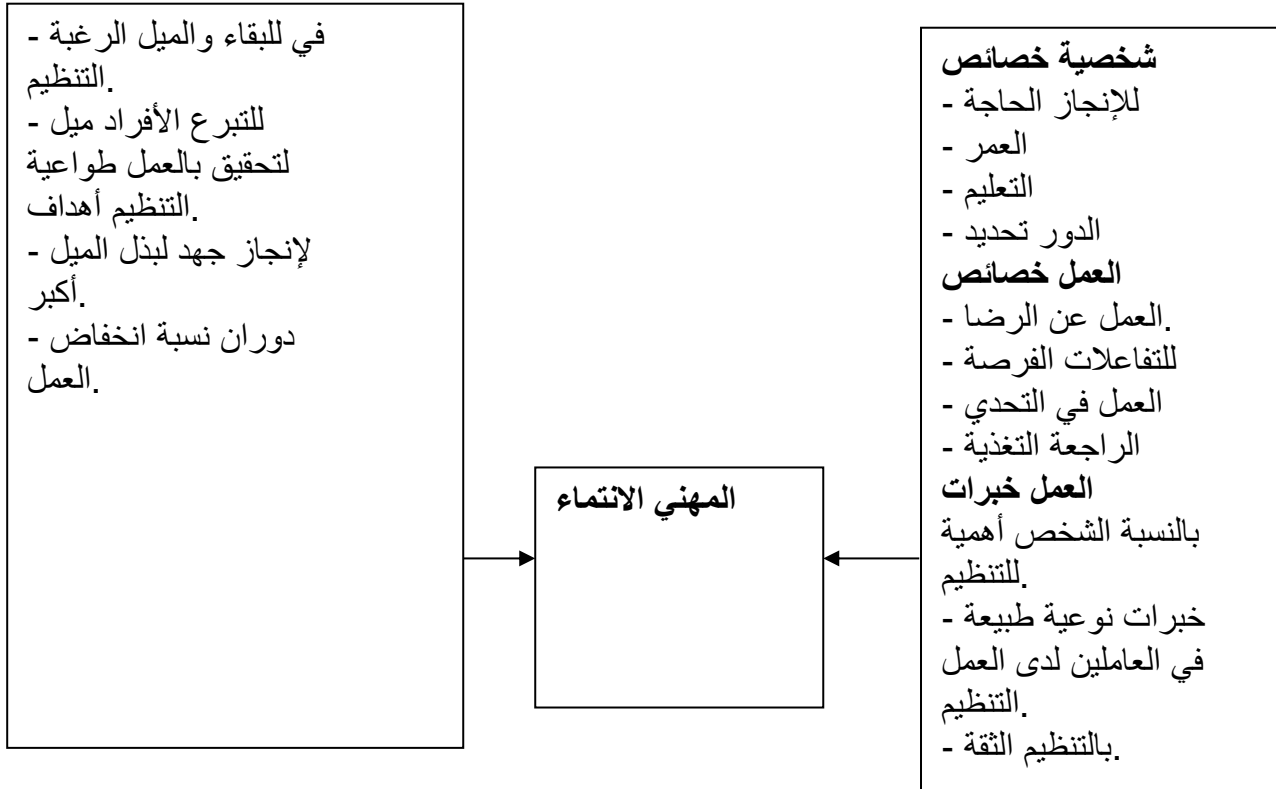 شخصية خصائص
للإنجاز الحاجة -
العمر -
التعليم -
الدور تحديد -
العمل خصائص
العمل عن الرضا -.
للتفاعلات الفرصة -
العمل في التحدي -
الراجعة التغذية -
العمل خبرات
بالنسبة الشخص أهمية
للتنظيم.
خبرات نوعية طبيعة -
في العاملين لدى العمل
التنظيم.
بالتنظيم الثقة -.
المهني الانتماء
في للبقاء والميل الرغبة -
التنظيم.
للتبرع الأفراد ميل -
لتحقيق بالعمل طواعية
التنظيم أهداف.
لإنجاز جهد لبذل الميل -
أكبر.
دوران نسبة انخفاض -
العمل.